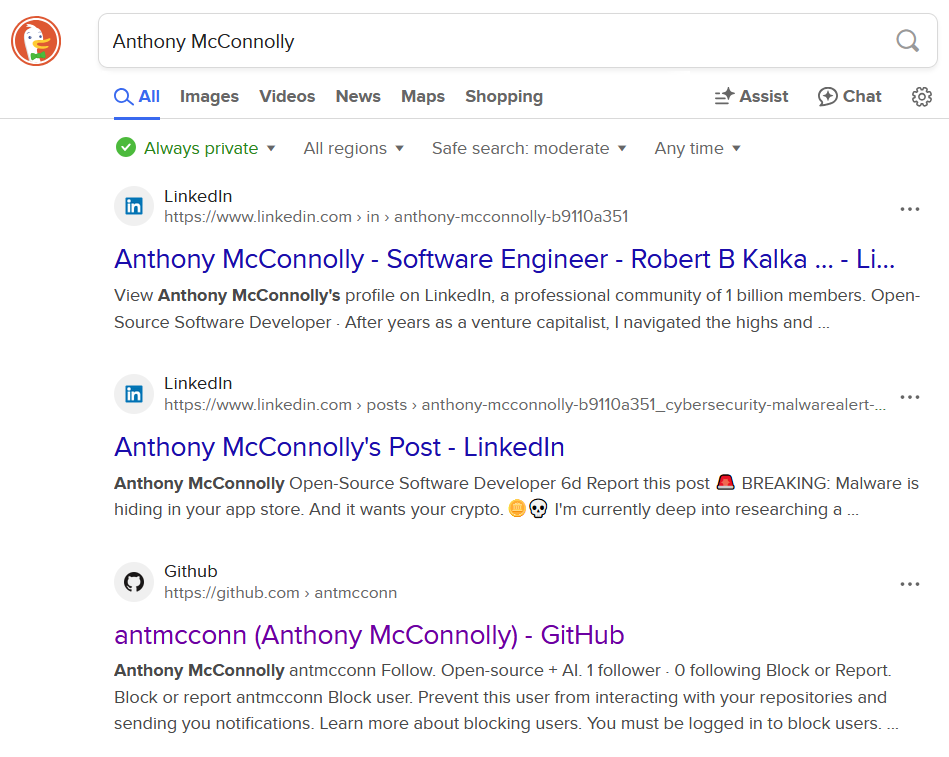 Anthony McConnolly
All Images Videos News Maps Shopping Assist Chat
Always private All regions Safe search: moderate Any time
LinkedIn
https://www.linkedin.com › in › anthony-mcconnolly-b9110a351
Anthony McConnolly - Software Engineer - Robert B Kalka ... - Li...
View Anthony McConnolly's profile on LinkedIn, a professional community of 1 billion members. Open-
Source Software Developer · After years as a venture capitalist, I navigated the highs and ...
LinkedIn
https://www.linkedin.com › posts › anthony-mcconnolly-b9110a351_cybersecurity-malwarealert-...
Anthony McConnolly's Post - LinkedIn
Anthony McConnolly Open-Source Software Developer 6d Report this post 🚨 BREAKING: Malware is
hiding in your app store. And it wants your crypto. 🪙💀 I'm currently deep into researching a ...
Github
https://github.com › antmcconn
antmcconn (Anthony McConnolly) - GitHub
Anthony McConnolly antmcconn Follow. Open-source + AI. 1 follower · 0 following Block or Report.
Block or report antmcconn Block user. Prevent this user from interacting with your repositories and
sending you notifications. Learn more about blocking users. You must be logged in to block users. ...